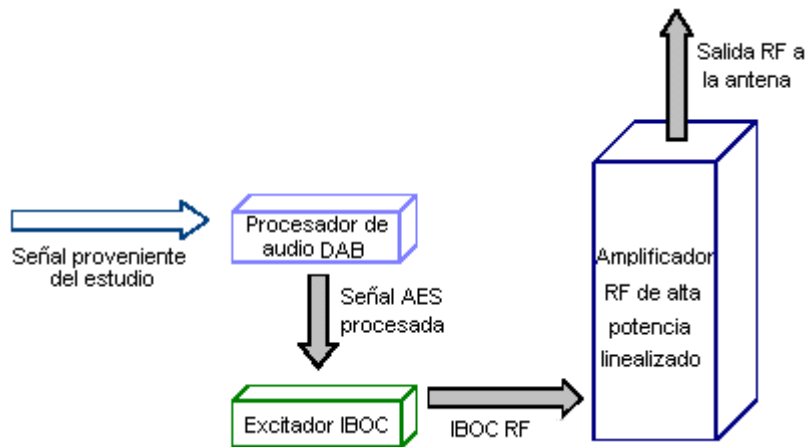 Señal proveniente
del estudio
Procesador de
audio DAB
Señal AES
procesada
Excitador IBOC
IBOC RF
Amplificador
RF de alta
potencia
linealizado
Salida RF a
la antena